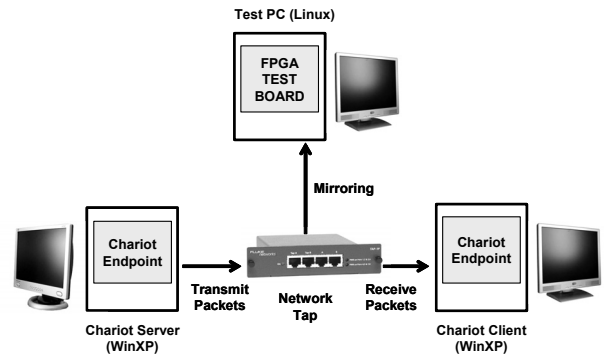 Test PC (Linux)
FPGA
TEST
BOARD
Mirroring
Chariot
Endpoint
Transmit
Packets
Network
Tap
Receive
Packets
Chariot
Endpoint
Chariot Server
(WinXP)
Chariot Client
(WinXP)